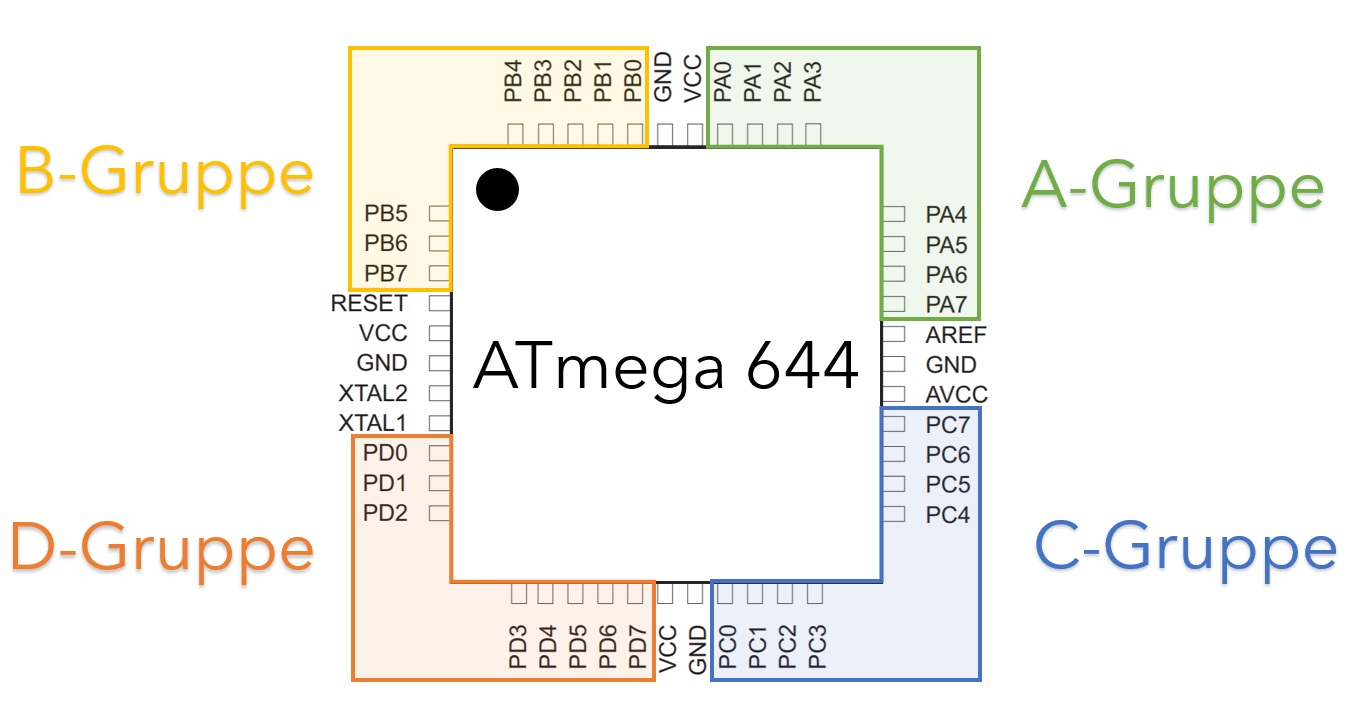 PB4
PB3
PB2
PB1
PB0
GND
VCC
PA0
PA1
PA2
PA3
B-Gruppe
A-Gruppe
PB5
PB6
PB7
RESET
VCC
GND
XTAL2
XTAL1
PD0
PD1
PD2
ATmega 644
PA4
PA5
PA6
PA7
AREF
GND
AVCC
PC7
PC6
PC5
PC4
D-Gruppe
C-Gruppe
PD3
PD4
PD5
PD6
PD7
VCC
GND
PC0
PC1
PC2
PC3